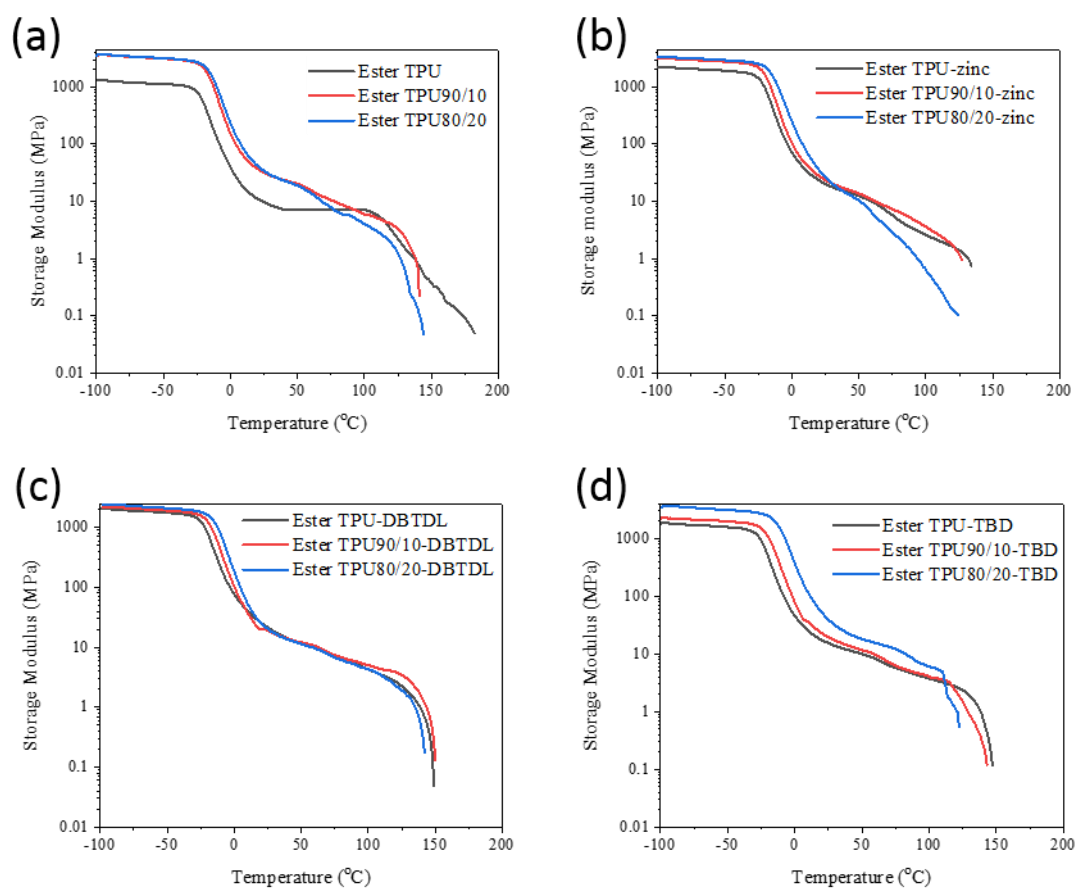 (a)
Storage Modulus (MPa)
1000
100
10
1
0.1
0.01
Ester TPU
Ester TPU90/10
Ester TPU80/20
-100 -50 0 50 100 150 200
Temperature (°C)
(b)
Storage modulus (MPa)
1000
100
10
1
0.1
0.01
Ester TPU-zinc
Ester TPU90/10-zinc
Ester TPU80/20-zinc
-100 -50 0 50 100 150 200
Temperature (°C)
(c)
Storage Modulus (MPa)
1000
100
10
1
0.1
0.01
Ester TPU-DBTDL
Ester TPU90/10-DBTDL
Ester TPU80/20-DBTDL
-100 -50 0 50 100 150 200
Temperature (°C)
(d)
Storage Modulus (MPa)
1000
100
10
1
0.1
0.01
Ester TPU-TBD
Ester TPU90/10-TBD
Ester TPU80/20-TBD
-100 -50 0 50 100 150 200
Temperature (°C)